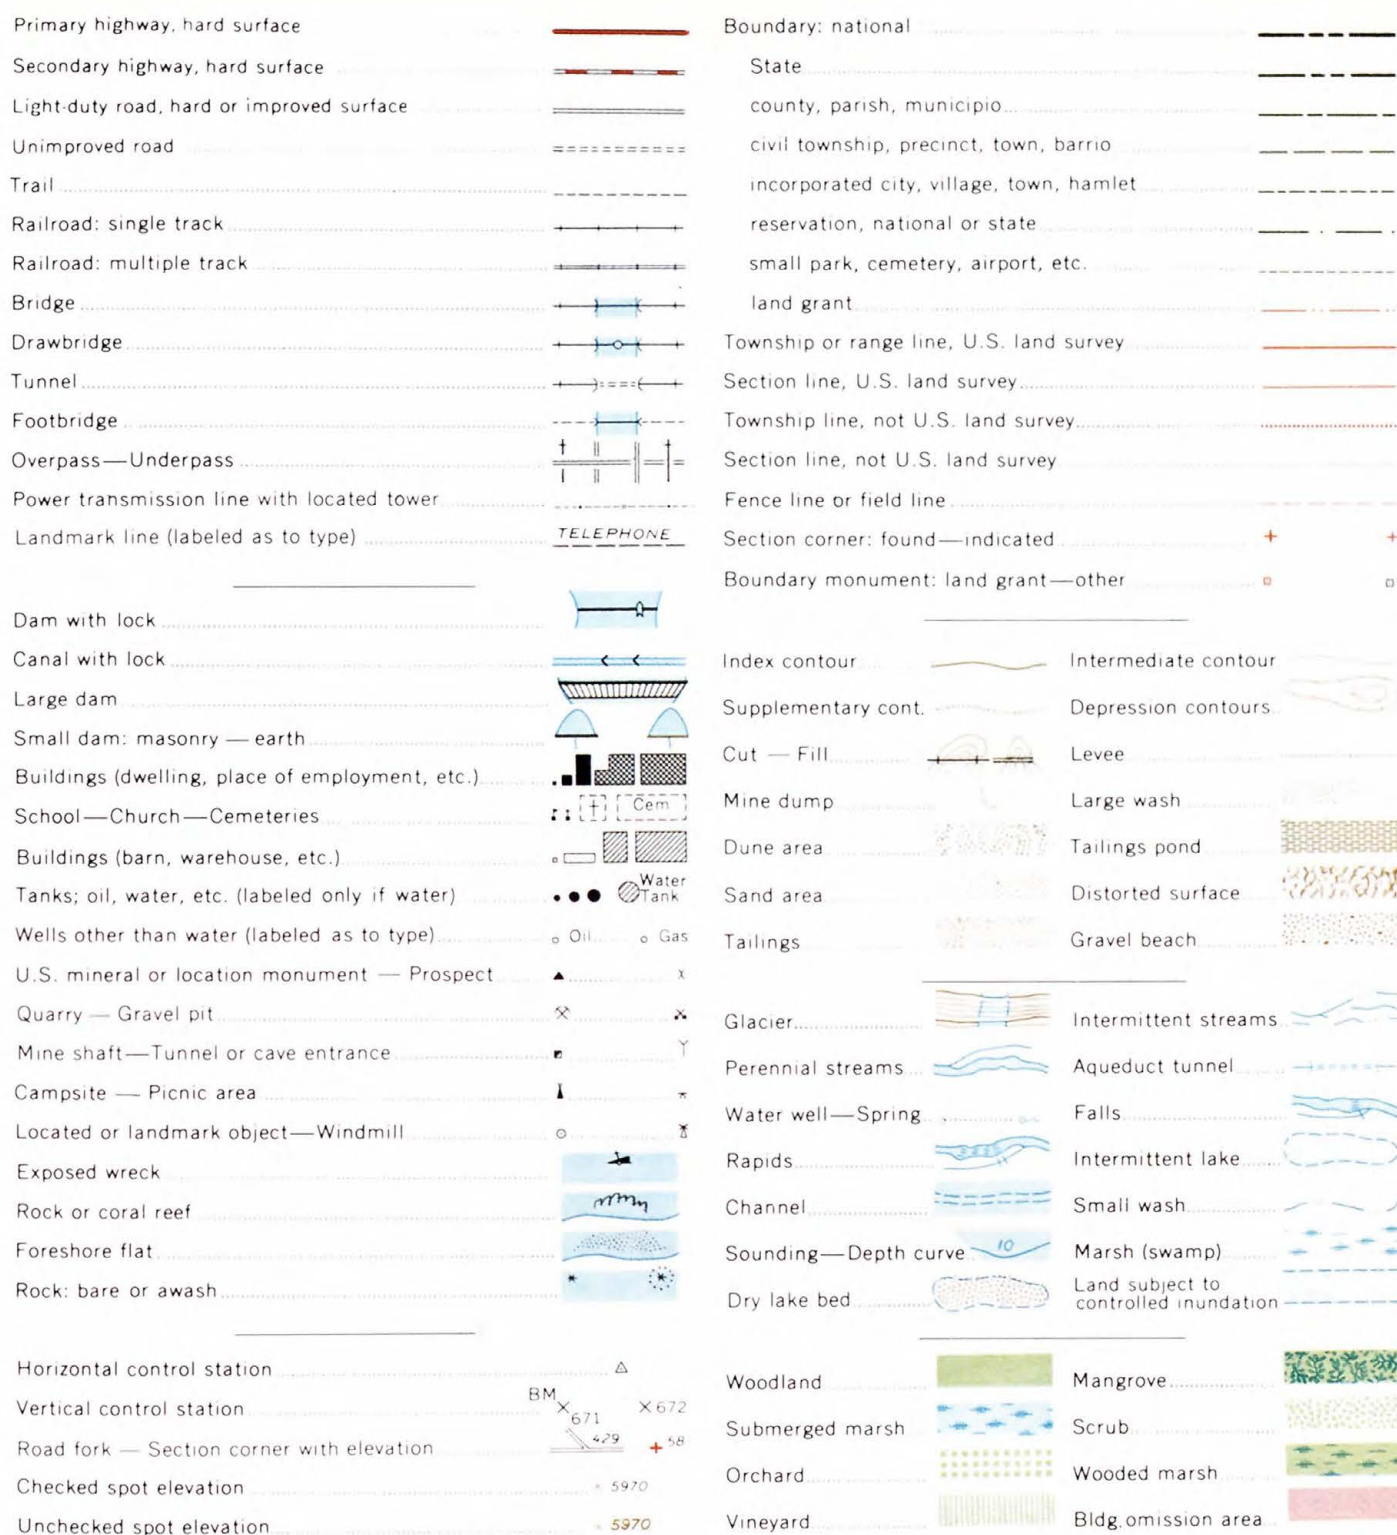 Primary highway, hard surface
Secondary highway, hard surface
Light-duty road, hard or improved surface
Unimproved road
Trail
Railroad: single track
Railroad: multiple track
Bridge
Drawbridge
Tunnel
Footbridge
Overpass—Underpass
Power transmission line with located tower
Landmark line (labeled as to type) TELEPHONE
Dam with lock
Canal with lock
Large dam
Small dam: masonry — earth
Buildings (dwelling, place of employment, etc.)
School—Church—Cemeteries Cem
Buildings (barn, warehouse, etc.)
Tanks; oil, water, etc. (labeled only if water) Water Tank
Wells other than water (labeled as to type) Oil Gas
U.S. mineral or location monument — Prospect
Quarry — Gravel pit
Mine shaft—Tunnel or cave entrance
Campsite — Picnic area
Located or landmark object—Windmill
Exposed wreck
Rock or coral reef
Foreshore flat
Rock: bare or awash
Horizontal control station
Vertical control station BM 671 672
Road fork — Section corner with elevation 429 58
Checked spot elevation 5970
Unchecked spot elevation 5970
Boundary: national
State
county, parish, municipio
civil township, precinct, town, barrio
incorporated city, village, town, hamlet
reservation, national or state
small park, cemetery, airport, etc.
land grant
Township or range line, U.S. land survey
Section line, U.S. land survey
Township line, not U.S. land survey
Section line, not U.S. land survey
Fence line or field line
Section corner: found—indicated
Boundary monument: land grant—other
Index contour Intermediate contour
Supplementary cont. Depression contours
Cut — Fill Levee
Mine dump Large wash
Dune area Tailings pond
Sand area Distorted surface
Tailings Gravel beach
Glacier Intermittent streams
Perennial streams Aqueduct tunnel
Water well—Spring Falls
Rapids Intermittent lake
Channel Small wash
Sounding—Depth curve 10 Marsh (swamp)
Dry lake bed Land subject to controlled inundation
Woodland Mangrove
Submerged marsh Scrub
Orchard Wooded marsh
Vineyard Bldg. omission area